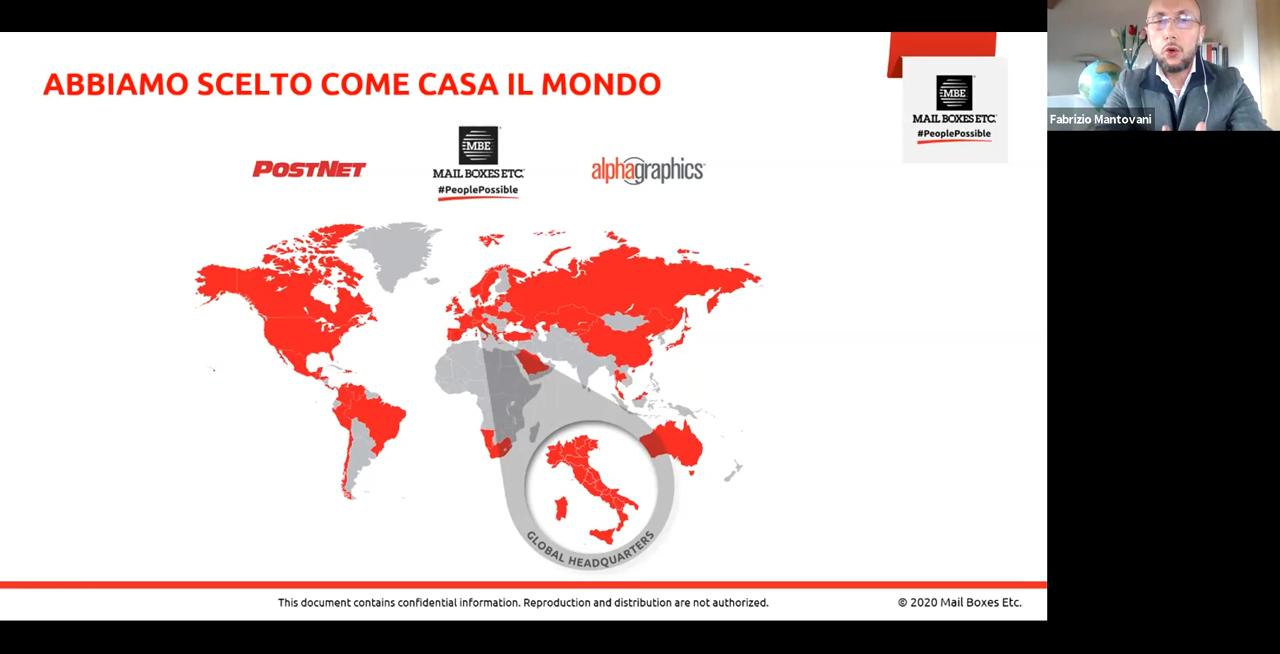 ABBIAMO SCELTO COME CASA IL MONDO
MBE
MAIL BOXES ETC.
#PeoplePossible
Fabrizio Mantovani
POSTNET
MBE
MAIL BOXES ETC.
#PeoplePossible
alphagraphics
GLOBAL HEADQUARTERS
This document contains confidential information. Reproduction and distribution are not authorized.
© 2020 Mail Boxes Etc.